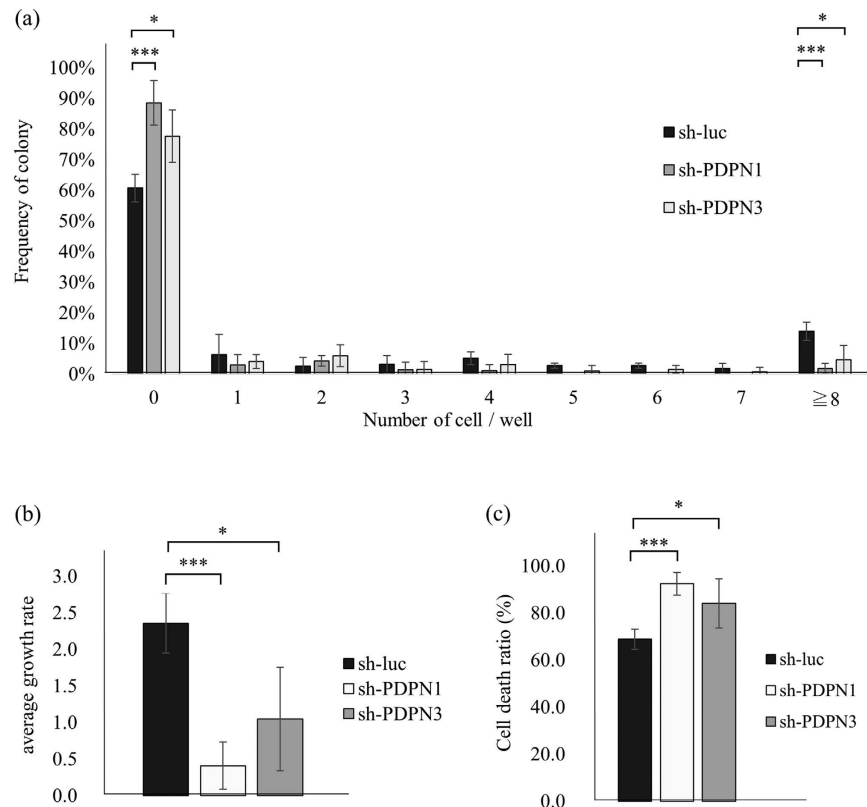 (a)
*
***
*
***
100%
90%
80%
70%
60%
50%
40%
30%
20%
10%
0%
Frequency of colony
sh-luc
sh-PDPN1
sh-PDPN3
0 1 2 3 4 5 6 7 ≧8
Number of cell / well
(b)
*
***
3.0
2.5
2.0
1.5
1.0
0.5
0.0
average growth rate
sh-luc
sh-PDPN1
sh-PDPN3
(c)
*
***
100.0
80.0
60.0
40.0
20.0
0.0
Cell death ratio (%)
sh-luc
sh-PDPN1
sh-PDPN3